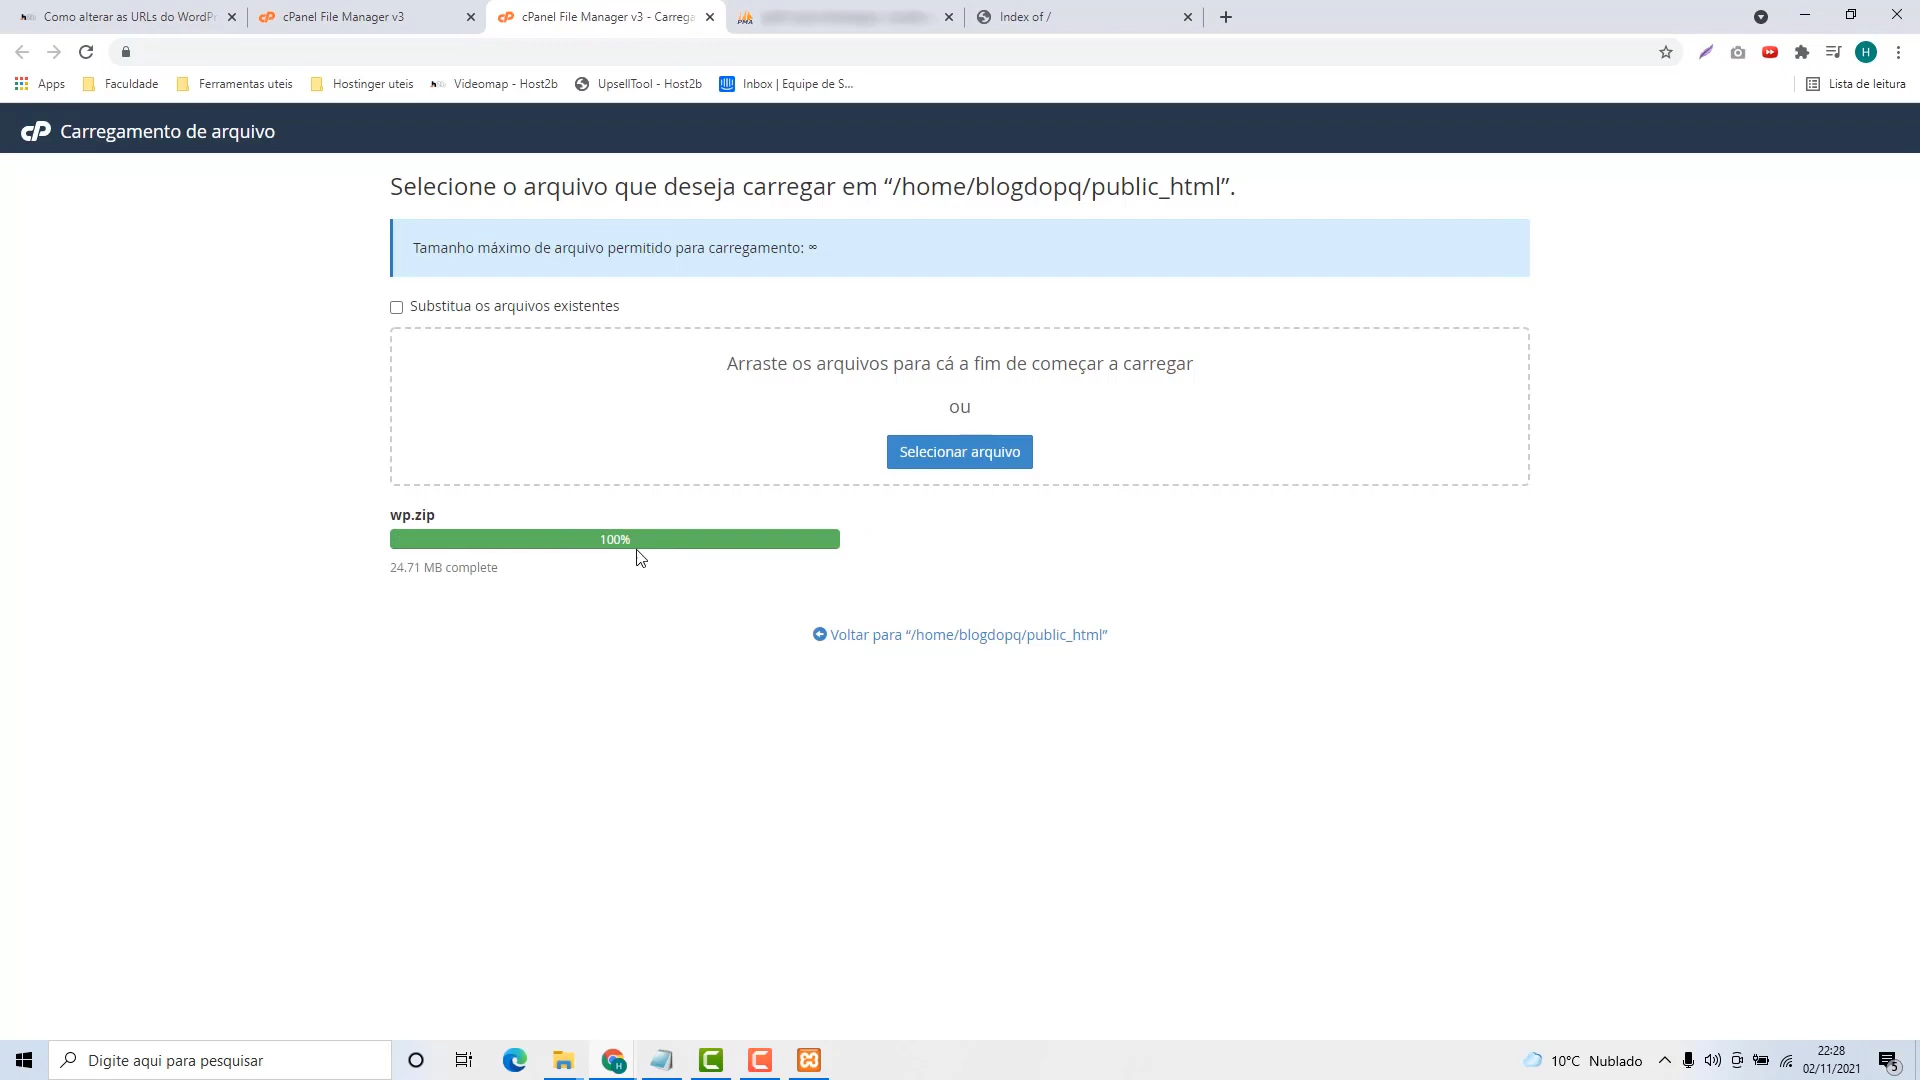 Como alterar as URLs do WordPr
cPanel File Manager v3
cPanel File Manager v3 - Carrega
Index of /
Apps
Faculdade
Ferramentas uteis
Hostinger uteis
Videomap - Host2b
UpsellTool - Host2b
Inbox | Equipe de S...
Lista de leitura
H
cP Carregamento de arquivo
Selecione o arquivo que deseja carregar em “/home/blogdopq/public_html”.
Tamanho máximo de arquivo permitido para carregamento: ∞
Substitua os arquivos existentes
Arraste os arquivos para cá a fim de começar a carregar
ou
Selecionar arquivo
wp.zip
100%
24.71 MB complete
Voltar para “/home/blogdopq/public_html”
Digite aqui para pesquisar
10°C Nublado
22:28
02/11/2021
5